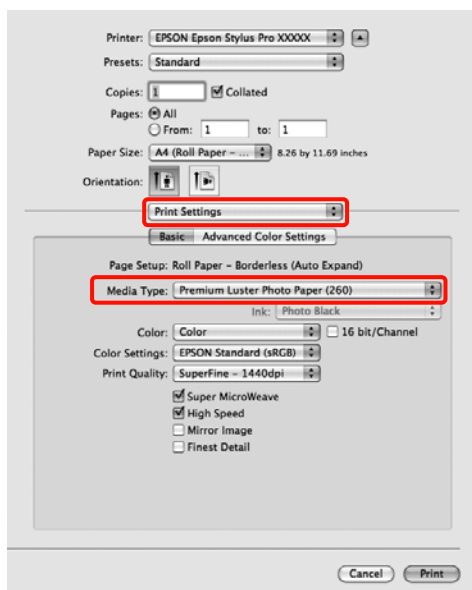 Printer: EPSON Epson Stylus Pro XXXXX
Presets: Standard
Copies: 1 Collated
Pages: All
From: 1 to: 1
Paper Size: A4 (Roll Paper – ... 8.26 by 11.69 inches
Orientation:
Print Settings
Basic Advanced Color Settings
Page Setup: Roll Paper – Borderless (Auto Expand)
Media Type: Premium Luster Photo Paper (260)
Ink: Photo Black
Color: Color 16 bit/Channel
Color Settings: EPSON Standard (sRGB)
Print Quality: SuperFine – 1440dpi
Super MicroWeave
High Speed
Mirror Image
Finest Detail
Cancel Print